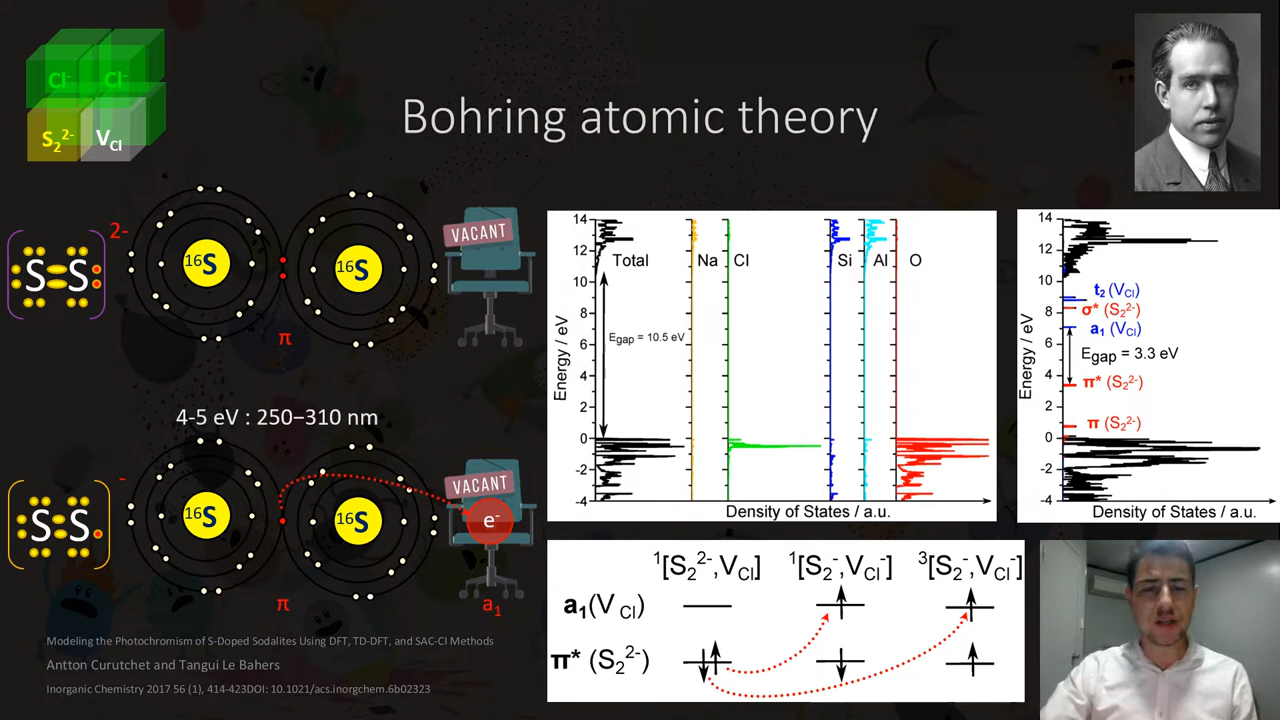 Bohring atomic theory
Cl- Cl-
S₂²⁻ V_Cl
S-S
2-
¹⁶S ¹⁶S
VACANT
π
4-5 eV : 250−310 nm
S-S
-
¹⁶S ¹⁶S
VACANT
e⁻
π a₁
Modeling the Photochromism of S-Doped Sodalites Using DFT, TD-DFT, and SAC-CI Methods
Antton Curutchet and Tangui Le Bahers
Inorganic Chemistry 2017 56 (1), 414-423DOI: 10.1021/acs.inorgchem.6b02323
14
12
10
8
6
4
2
0
-2
-4
Energy / eV
Total Na Cl Si Al O
Egap = 10.5 eV
Density of States / a.u.
14
12
10
8
6
4
2
0
-2
-4
Energy / eV
t₂ (V_Cl)
σ* (S₂²⁻)
a₁ (V_Cl)
Egap = 3.3 eV
π* (S₂²⁻)
π (S₂²⁻)
Density of States / a.u.
¹[S₂²⁻,V_Cl] ¹[S₂⁻,V_Cl⁻] ³[S₂⁻,V_Cl⁻]
a₁(V_Cl)
π* (S₂²⁻)